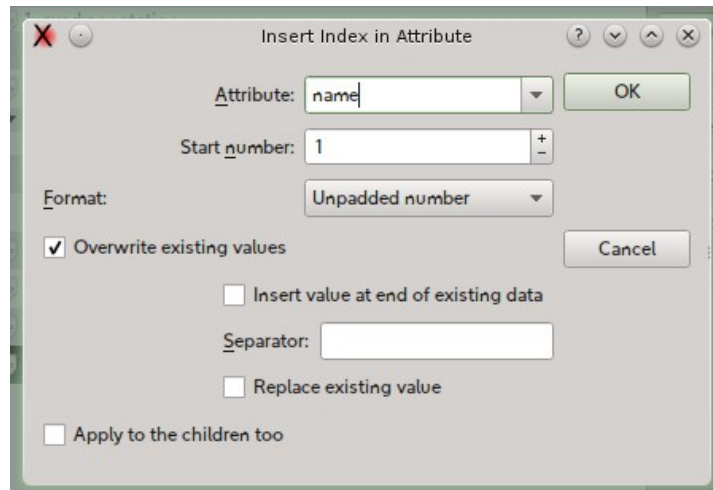 Insert Index in Attribute
Attribute: name OK
Start number: 1
Format: Unpadded number
Overwrite existing values Cancel
Insert value at end of existing data
Separator:
Replace existing value
Apply to the children too